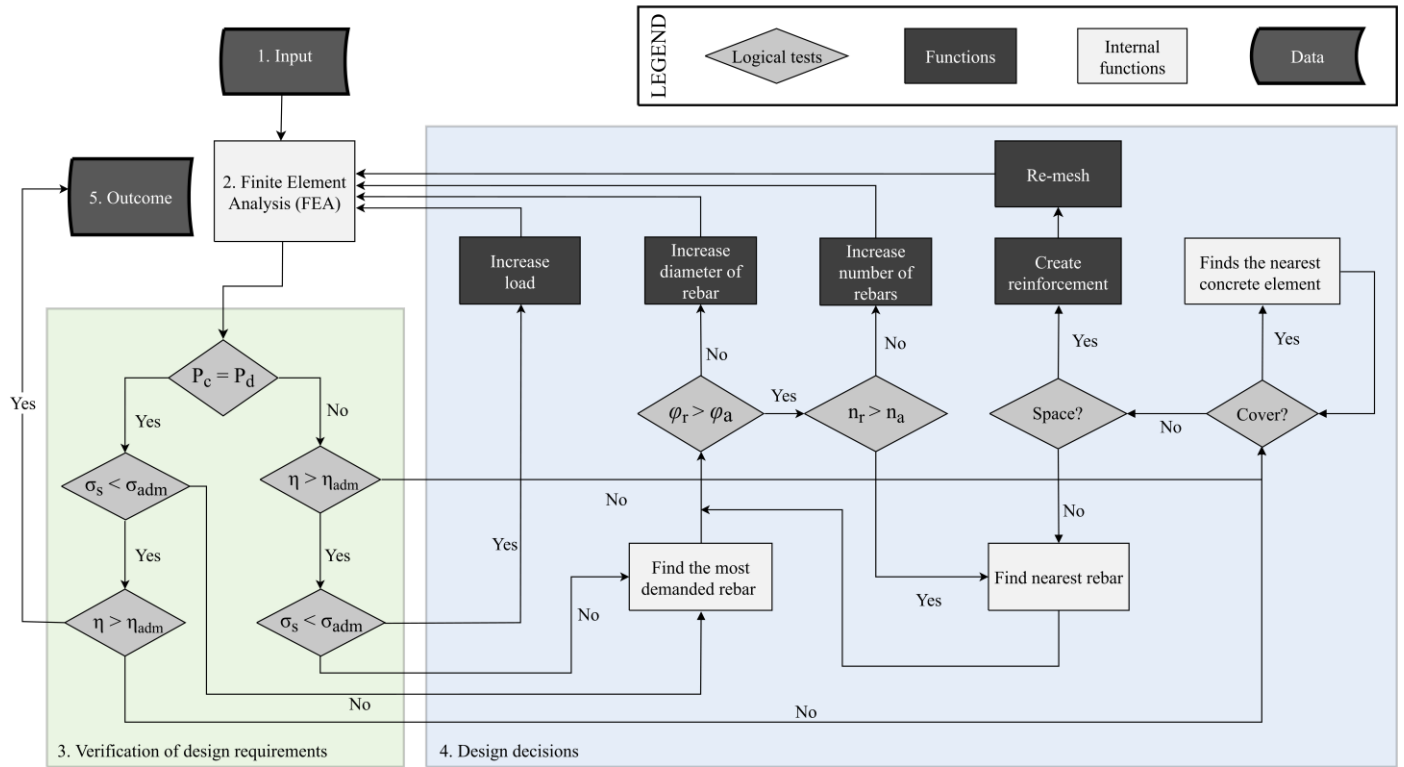 LEGEND
Logical tests
Functions
Internal
functions
Data
1. Input
2. Finite Element
Analysis (FEA)
5. Outcome
Re-mesh
Increase
load
Increase
diameter of
rebar
Increase
number of
rebars
Create
reinforcement
Finds the nearest
concrete element
No
No
Yes
Yes
P_c = P_d
Yes
No
Yes
φ_r > φ_a
Yes
n_r > n_a
Space?
No
Cover?
σ_s < σ_adm
η > η_adm
No
No
Yes
Yes
Yes
Find the most
demanded rebar
Find nearest rebar
Yes
No
η > η_adm
σ_s < σ_adm
No
No
3. Verification of design requirements
4. Design decisions